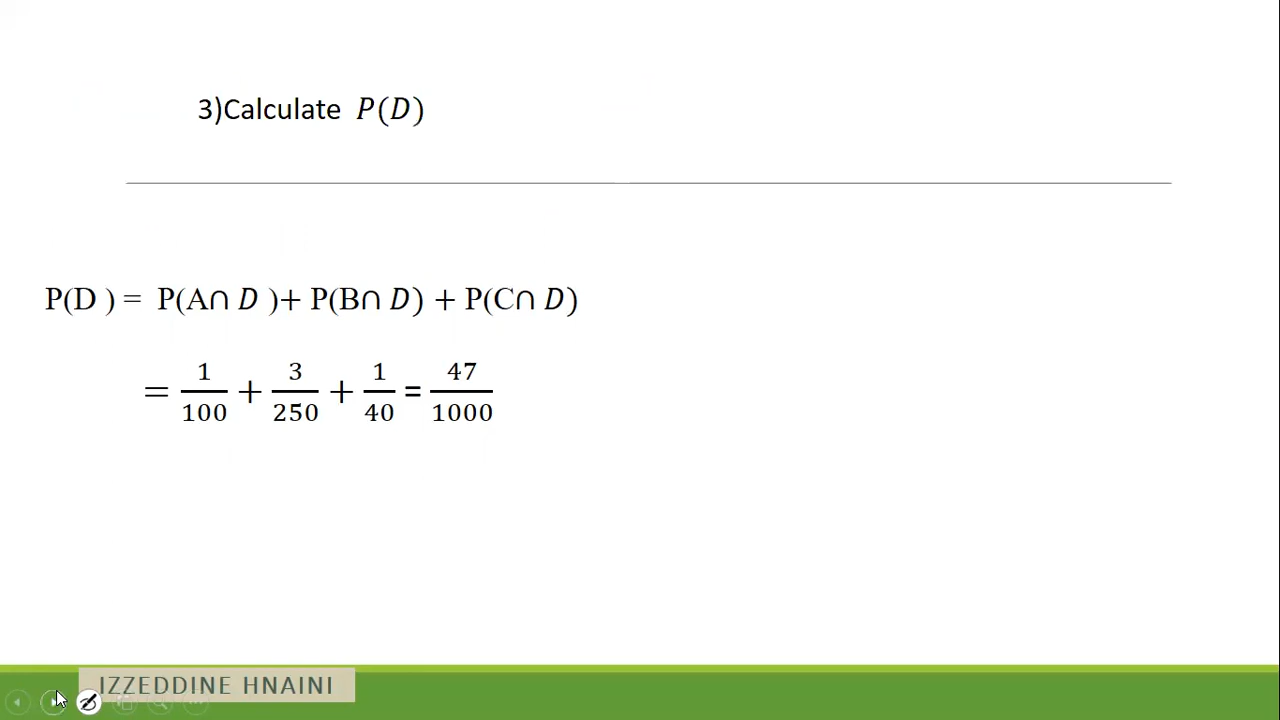 3)Calculate P(D)
P(D ) = P(A∩ D )+ P(B∩ D) + P(C∩ D)
= 1/100 + 3/250 + 1/40 = 47/1000
IZZEDDINE HNAINI